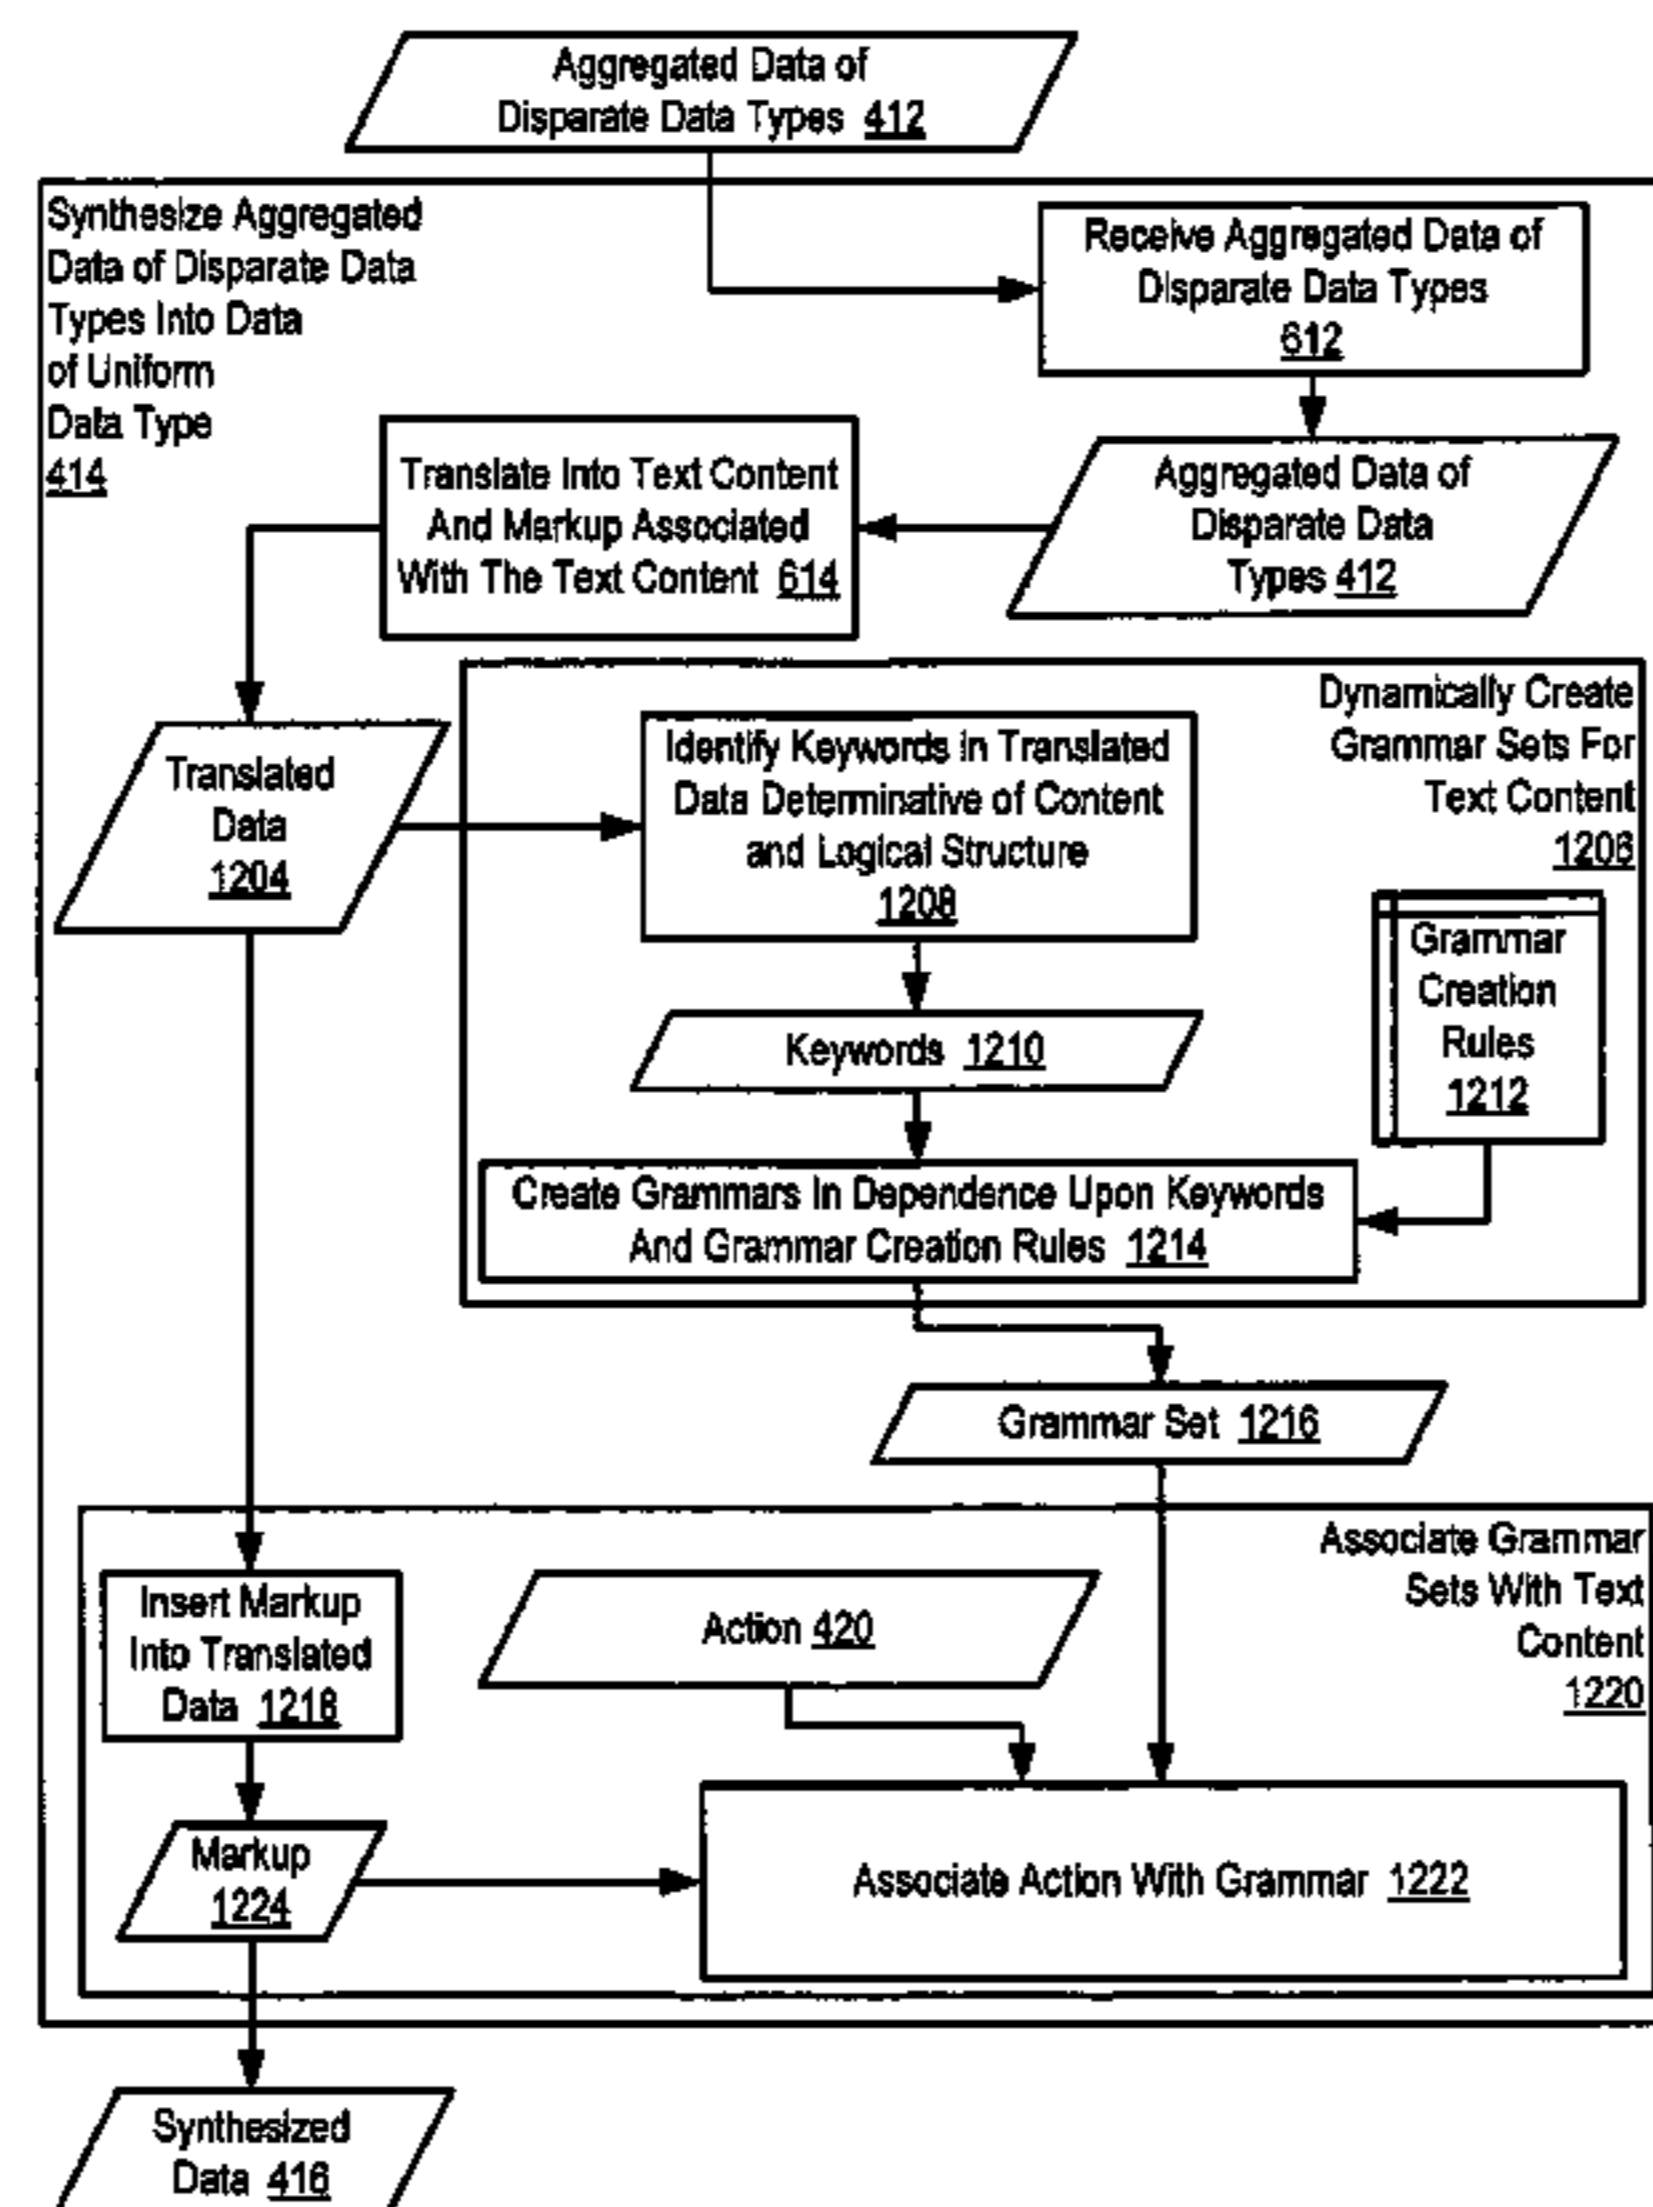 Aggregated Data of
Disparate Data Types 412
Synthesize Aggregated
Data of Disparate Data
Types Into Data
of Uniform
Data Type
414
Receive Aggregated Data of
Disparate Data Types
612
Translate Into Text Content
And Markup Associated
With The Text Content 614
Aggregated Data of
Disparate Data
Types 412
Dynamically Create
Grammar Sets For
Text Content
1206
Translated
Data
1204
Identify Keywords in Translated
Data Determinative of Content
and Logical Structure
1208
Grammar
Creation
Rules
1212
Keywords 1210
Create Grammars In Dependence Upon Keywords
And Grammar Creation Rules 1214
Grammar Set 1216
Associate Grammar
Sets With Text
Content
1220
Insert Markup
Into Translated
Data 1218
Action 420
Markup
1224
Associate Action With Grammar 1222
Synthesized
Data 416